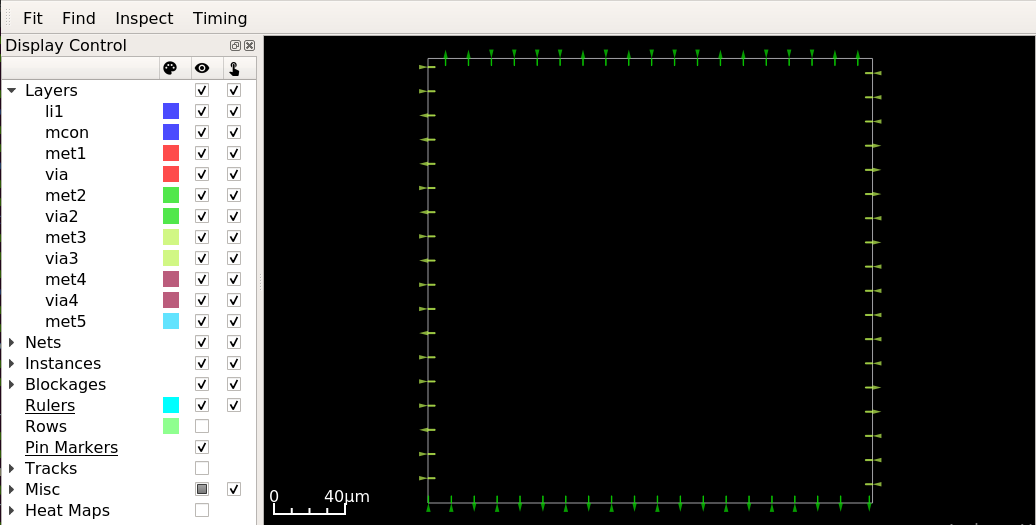 Fit Find Inspect Timing
Display Control
Layers
li1
mcon
met1
via
met2
via2
met3
via3
met4
via4
met5
Nets
Instances
Blockages
Rulers
Rows
Pin Markers
Tracks
Misc
Heat Maps
0 40μm